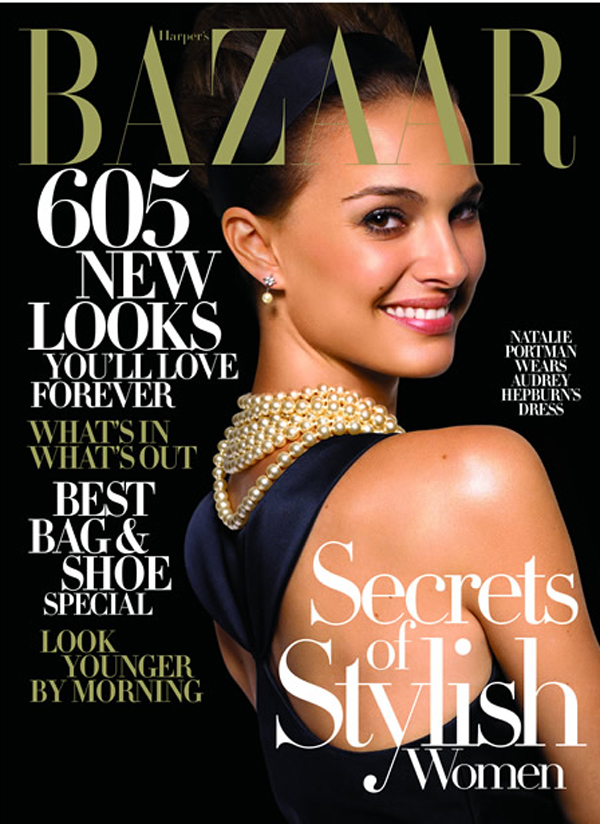 Harper's
BAZAAR
605
NEW
LOOKS
YOU'LL LOVE
FOREVER
WHAT'S IN
WHAT'S OUT
BEST
BAG &
SHOE
SPECIAL
LOOK
YOUNGER
BY MORNING
NATALIE
PORTMAN
WEARS
AUDREY
HEPBURN'S
DRESS
Secrets
of
Stylish
Women